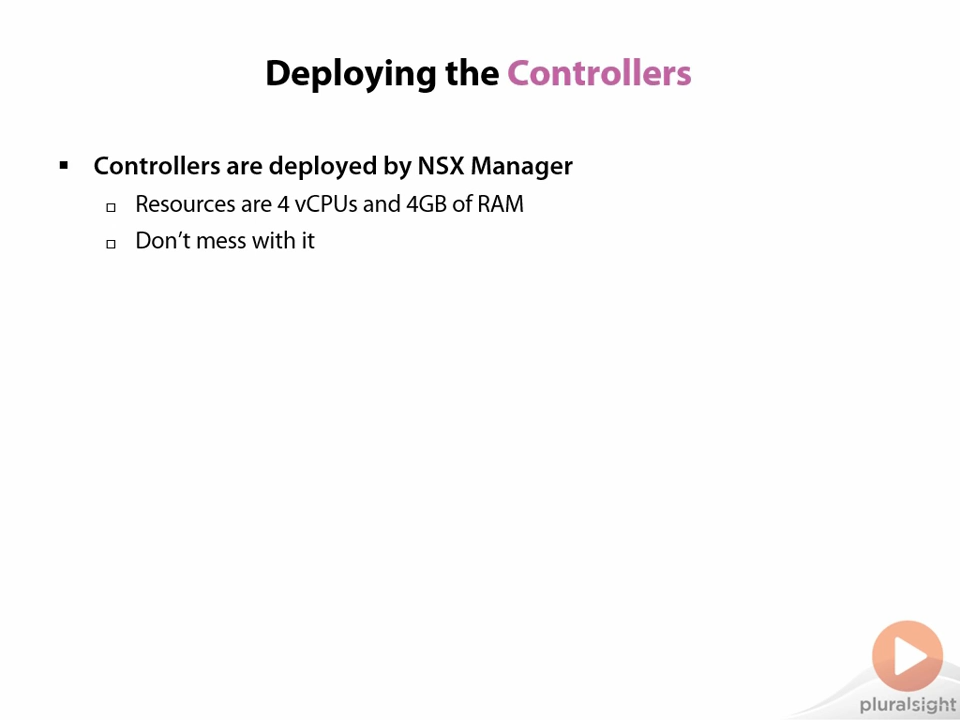 Deploying the Controllers
Controllers are deployed by NSX Manager
Resources are 4 vCPUs and 4GB of RAM
Don't mess with it
pluralsight